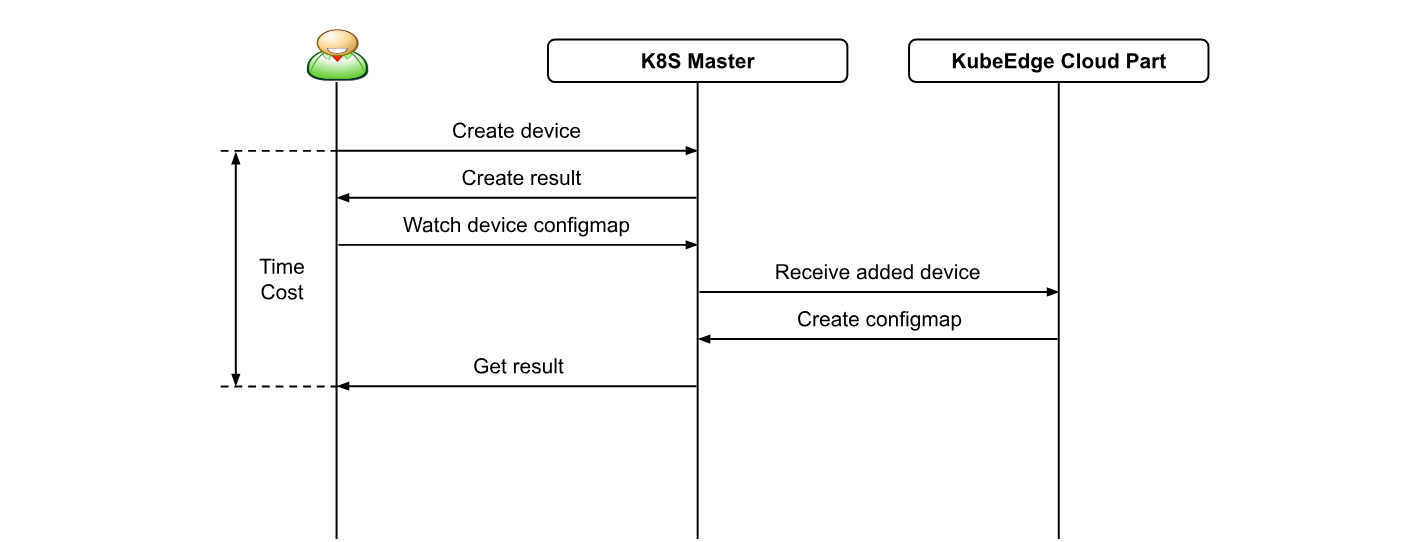 K8S Master
KubeEdge Cloud Part
Create device
Create result
Watch device configmap
Time
Cost
Receive added device
Create configmap
Get result